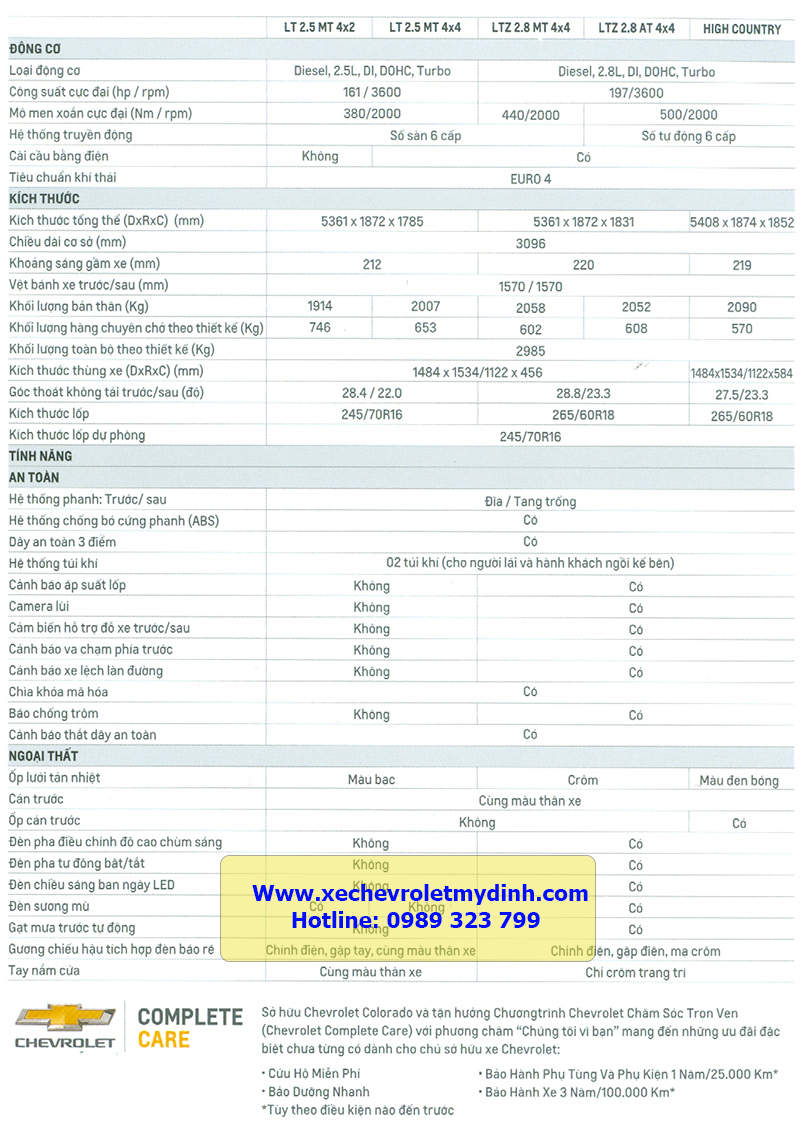 LT 2.5 MT 4x2 LT 2.5 MT 4x4 LTZ 2.8 MT 4x4 LTZ 2.8 AT 4x4 HIGH COUNTRY
ĐỘNG CƠ
Loại động cơ Diesel, 2.5L, DI, DOHC, Turbo Diesel, 2.8L, DI, DOHC, Turbo
Công suất cực đại (hp / rpm) 161 / 3600 197/3600
Mô men xoắn cực đại (Nm / rpm) 380/2000 440/2000 500/2000
Hệ thống truyền động Số sàn 6 cấp Số tự động 6 cấp
Cài cầu bằng điện Không Có
Tiêu chuẩn khí thải EURO 4
KÍCH THƯỚC
Kích thước tổng thể (DxRxC) (mm) 5361 x 1872 x 1785 5361 x 1872 x 1831 5408 x 1874 x 1852
Chiều dài cơ sở (mm) 3096
Khoảng sáng gầm xe (mm) 212 220 219
Vệt bánh xe trước/sau (mm) 1570 / 1570
Khối lượng bản thân (Kg) 1914 2007 2058 2052 2090
Khối lượng hàng chuyên chở theo thiết kế (Kg) 746 653 602 608 570
Khối lượng toàn bộ theo thiết kế (Kg) 2985
Kích thước thùng xe (DxRxC) (mm) 1484 x 1534/1122 x 456 1484x1534/1122x584
Góc thoát không tải trước/sau (độ) 28.4 / 22.0 28.8/23.3 27.5/23.3
Kích thước lốp 245/70R16 265/60R18 265/60R18
Kích thước lốp dự phòng 245/70R16
TÍNH NĂNG
AN TOÀN
Hệ thống phanh: Trước/ sau Đĩa / Tang trống
Hệ thống chống bó cứng phanh (ABS) Có
Dây an toàn 3 điểm Có
Hệ thống túi khí 02 túi khí (cho người lái và hành khách ngồi kế bên)
Cảnh báo áp suất lốp Không Có
Camera lùi Không Có
Cảm biến hỗ trợ đỗ xe trước/sau Không Có
Cảnh báo va chạm phía trước Không Có
Cảnh báo xe lệch làn đường Không Có
Chìa khóa mã hóa Có
Báo chống trộm Không Có
Cảnh báo thắt dây an toàn Có
NGOẠI THẤT
Ốp lưới tản nhiệt Màu bạc Crôm Màu đen bóng
Cản trước Cùng màu thân xe
Ốp cản trước Không Có
Đèn pha điều chỉnh độ cao chùm sáng Không Có
Đèn pha tự động bật/tắt Không Có
Đèn chiếu sáng ban ngày LED Không Có
Đèn sương mù Có Không Có
Gạt mưa trước tự động Không Có
Gương chiếu hậu tích hợp đèn báo rẽ Chỉnh điện, gập tay, cùng màu thân xe Chỉnh điện, gập điện, mạ crôm
Tay nắm cửa Cùng màu thân xe Chỉ crôm trang trí
Www.xechevroletmydinh.com
Hotline: 0989 323 799
CHEVROLET
COMPLETE
CARE
Sở hữu Chevrolet Colorado và tận hưởng Chươngtrình Chevrolet Chăm Sóc Trọn Vẹn
(Chevrolet Complete Care) với phương châm “Chúng tôi vì bạn” mang đến những ưu đãi đặc
biệt chưa từng có dành cho chủ sở hữu xe Chevrolet:
• Cứu Hộ Miễn Phí
• Bảo Dưỡng Nhanh
*Tùy theo điều kiện nào đến trước
• Bảo Hành Phụ Tùng Và Phụ Kiện 1 Năm/25.000 Km*
• Bảo Hành Xe 3 Năm/100.000 Km*